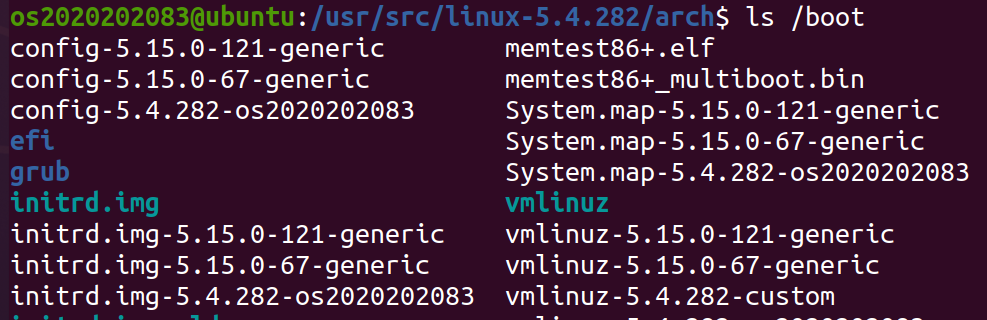 os2020202083@ubuntu:/usr/src/linux-5.4.282/arch$ ls /boot
config-5.15.0-121-generic memtest86+.elf
config-5.15.0-67-generic memtest86+_multiboot.bin
config-5.4.282-os2020202083 System.map-5.15.0-121-generic
efi System.map-5.15.0-67-generic
grub System.map-5.4.282-os2020202083
initrd.img vmlinuz
initrd.img-5.15.0-121-generic vmlinuz-5.15.0-121-generic
initrd.img-5.15.0-67-generic vmlinuz-5.15.0-67-generic
initrd.img-5.4.282-os2020202083 vmlinuz-5.4.282-custom